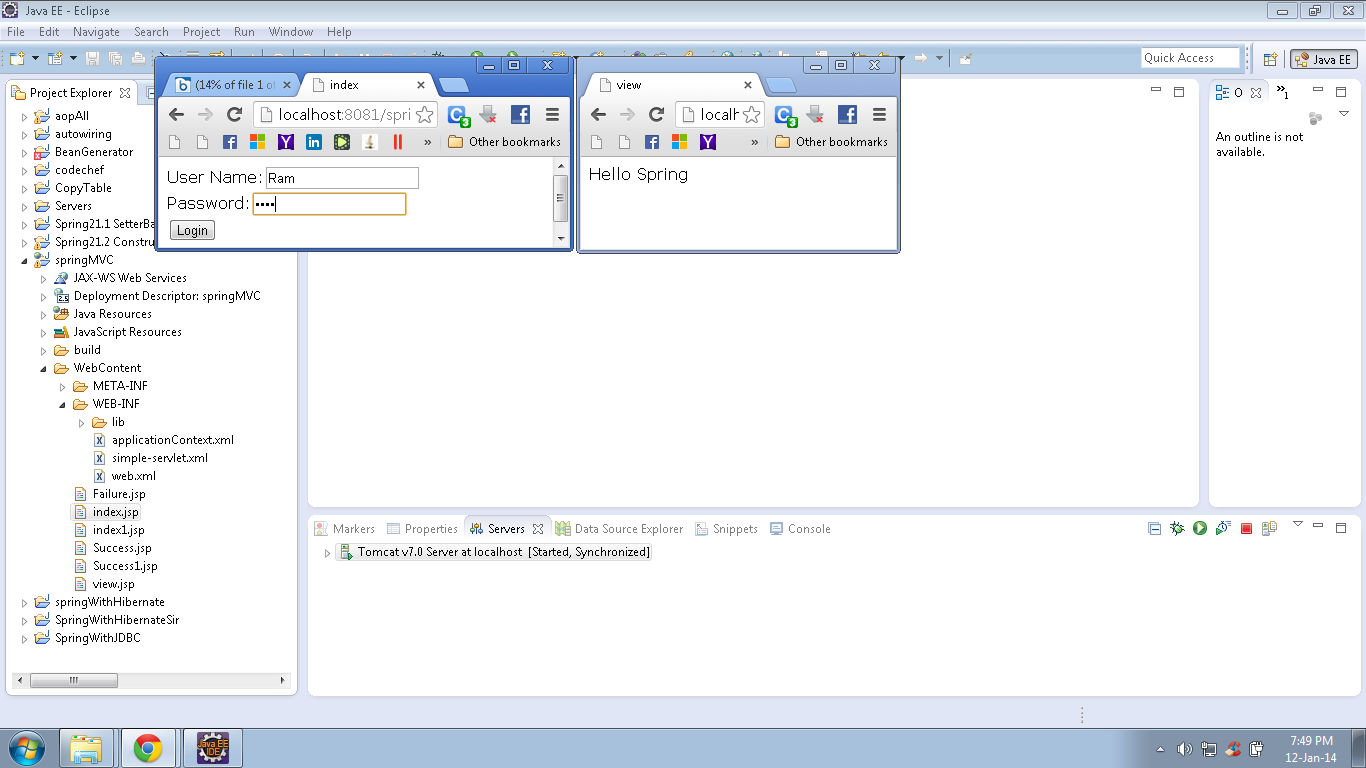 Java EE - Eclipse
File Edit Navigate Search Project Run Window Help
Quick Access
Java EE
(14% of file 1 of
index
localhost:8081/spri
Other bookmarks
User Name: Ram
Password: ••••
Login
view
localh
Other bookmarks
Hello Spring
Project Explorer
aopAll
autowiring
BeanGenerator
codechef
CopyTable
Servers
Spring21.1 SetterBa
Spring21.2 Constru
springMVC
JAX-WS Web Services
Deployment Descriptor: springMVC
Java Resources
JavaScript Resources
build
WebContent
META-INF
WEB-INF
lib
applicationContext.xml
simple-servlet.xml
web.xml
Failure.jsp
index.jsp
index1.jsp
Success.jsp
Success1.jsp
view.jsp
springWithHibernate
SpringWithHibernateSir
SpringWithJDBC
O
An outline is not
available.
Markers Properties Servers Data Source Explorer Snippets Console
Tomcat v7.0 Server at localhost [Started, Synchronized]
Java EE
IDE
7:49 PM
12-Jan-14